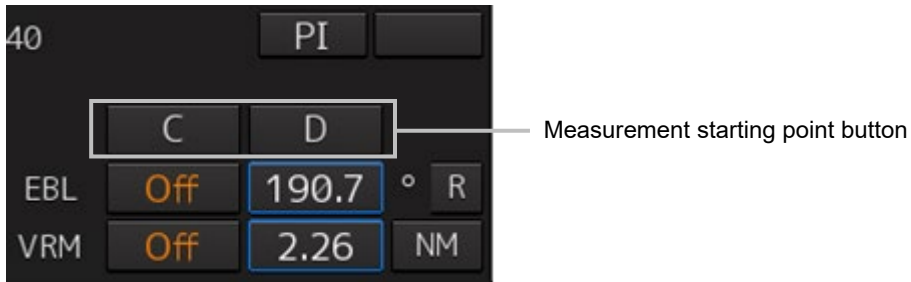 40 PI
C D Measurement starting point button
EBL Off 190.7 ° R
VRM Off 2.26 NM